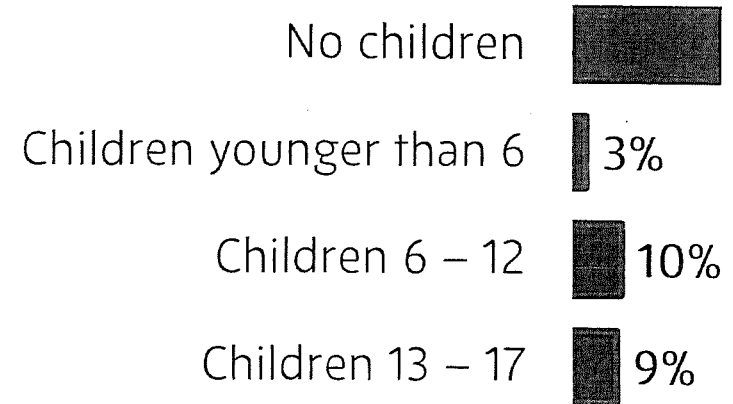 No children
Children younger than 6 3%
Children 6 – 12 10%
Children 13 – 17 9%